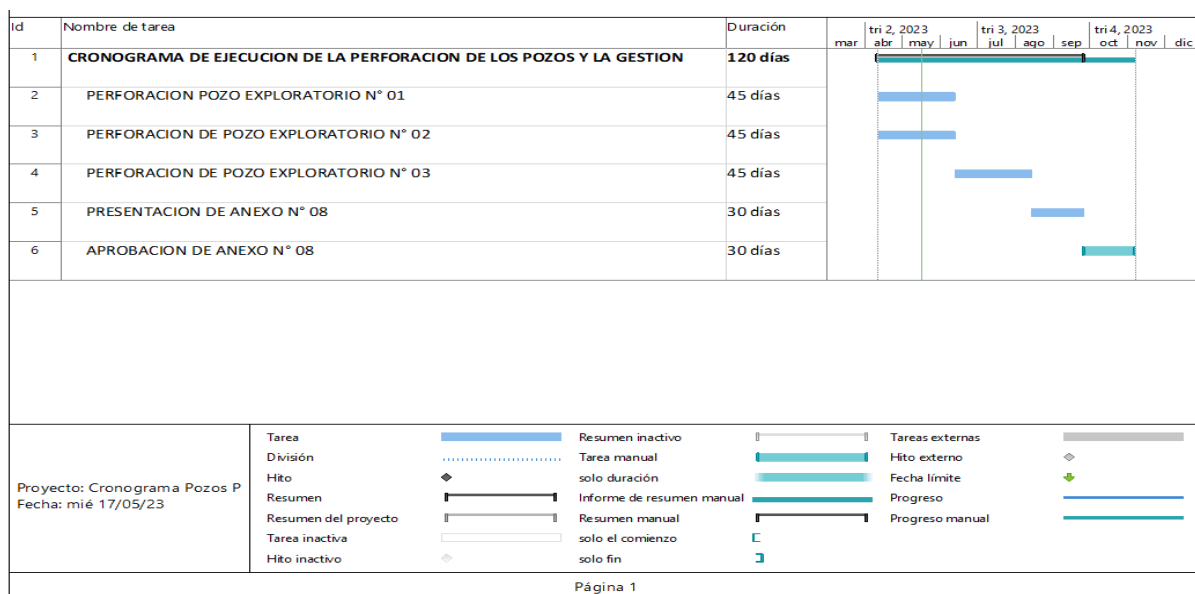 Id Nombre de tarea Duración tri 2, 2023 tri 3, 2023 tri 4, 2023
mar abr may jun jul ago sep oct nov dic
1 CRONOGRAMA DE EJECUCION DE LA PERFORACION DE LOS POZOS Y LA GESTION 120 días
2 PERFORACION POZO EXPLORATORIO N° 01 45 días
3 PERFORACION DE POZO EXPLORATORIO N° 02 45 días
4 PERFORACION DE POZO EXPLORATORIO N° 03 45 días
5 PRESENTACION DE ANEXO N° 08 30 días
6 APROBACION DE ANEXO N° 08 30 días
Proyecto: Cronograma Pozos P
Fecha: mié 17/05/23
Tarea Resumen inactivo Tareas externas
División Tarea manual Hito externo
Hito solo duración Fecha límite
Resumen Informe de resumen manual Progreso
Resumen del proyecto Resumen manual Progreso manual
Tarea inactiva solo el comienzo
Hito inactivo solo fin
Página 1